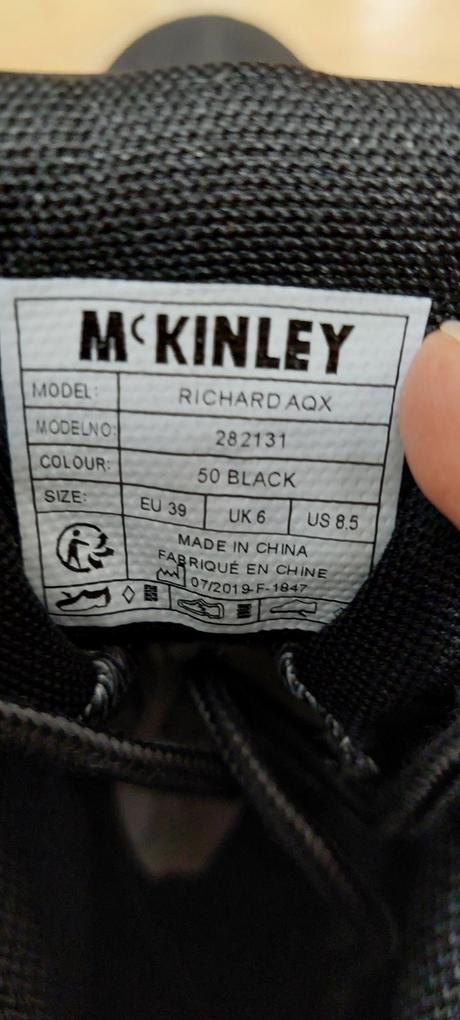 McKINLEY
MODEL: RICHARD AQX
MODELNO: 282131
COLOUR: 50 BLACK
SIZE: EU 39 UK 6 US 8.5
MADE IN CHINA
FABRIQUÉ EN CHINE
07/2019-F-1847